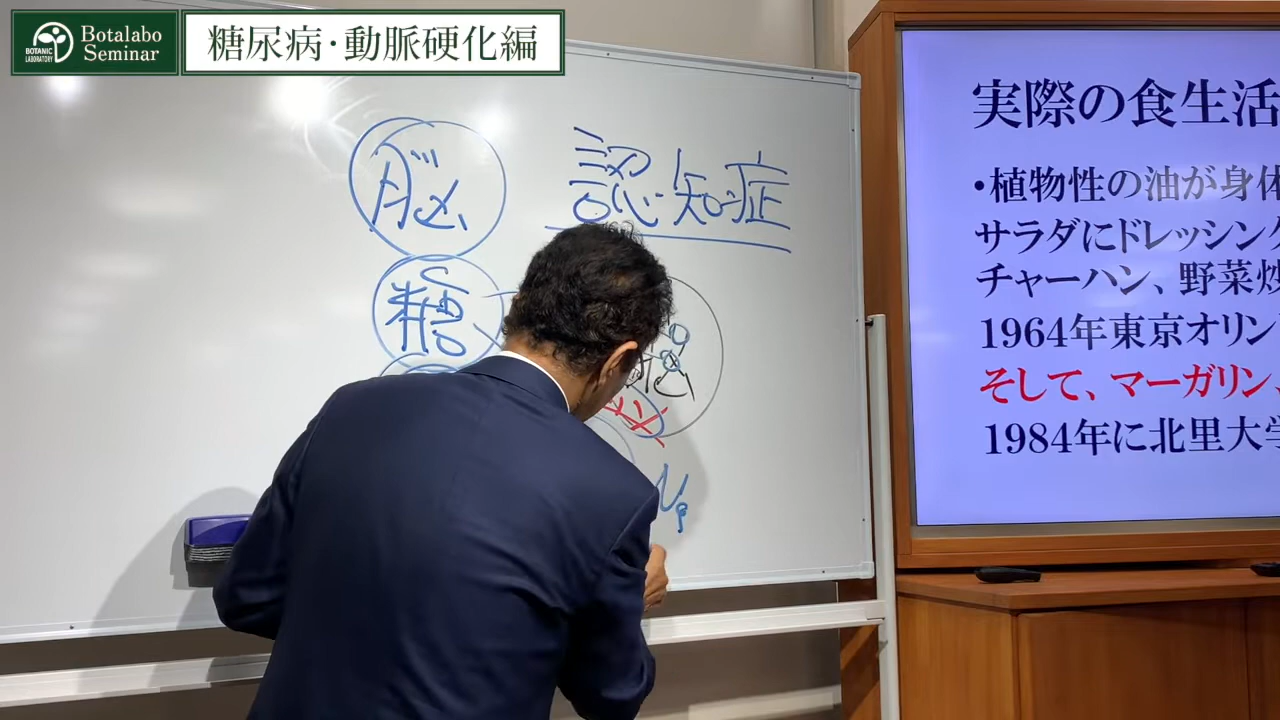 BOTANIC
LABORATORY
Botalabo
Seminar
糖尿病・動脈硬化編
脳
認知症
糖
実際の食生活
・植物性の油が身体
サラダにドレッシング
チャーハン、野菜炒
1964年東京オリン
そして、マーガリン、
1984年に北里大学